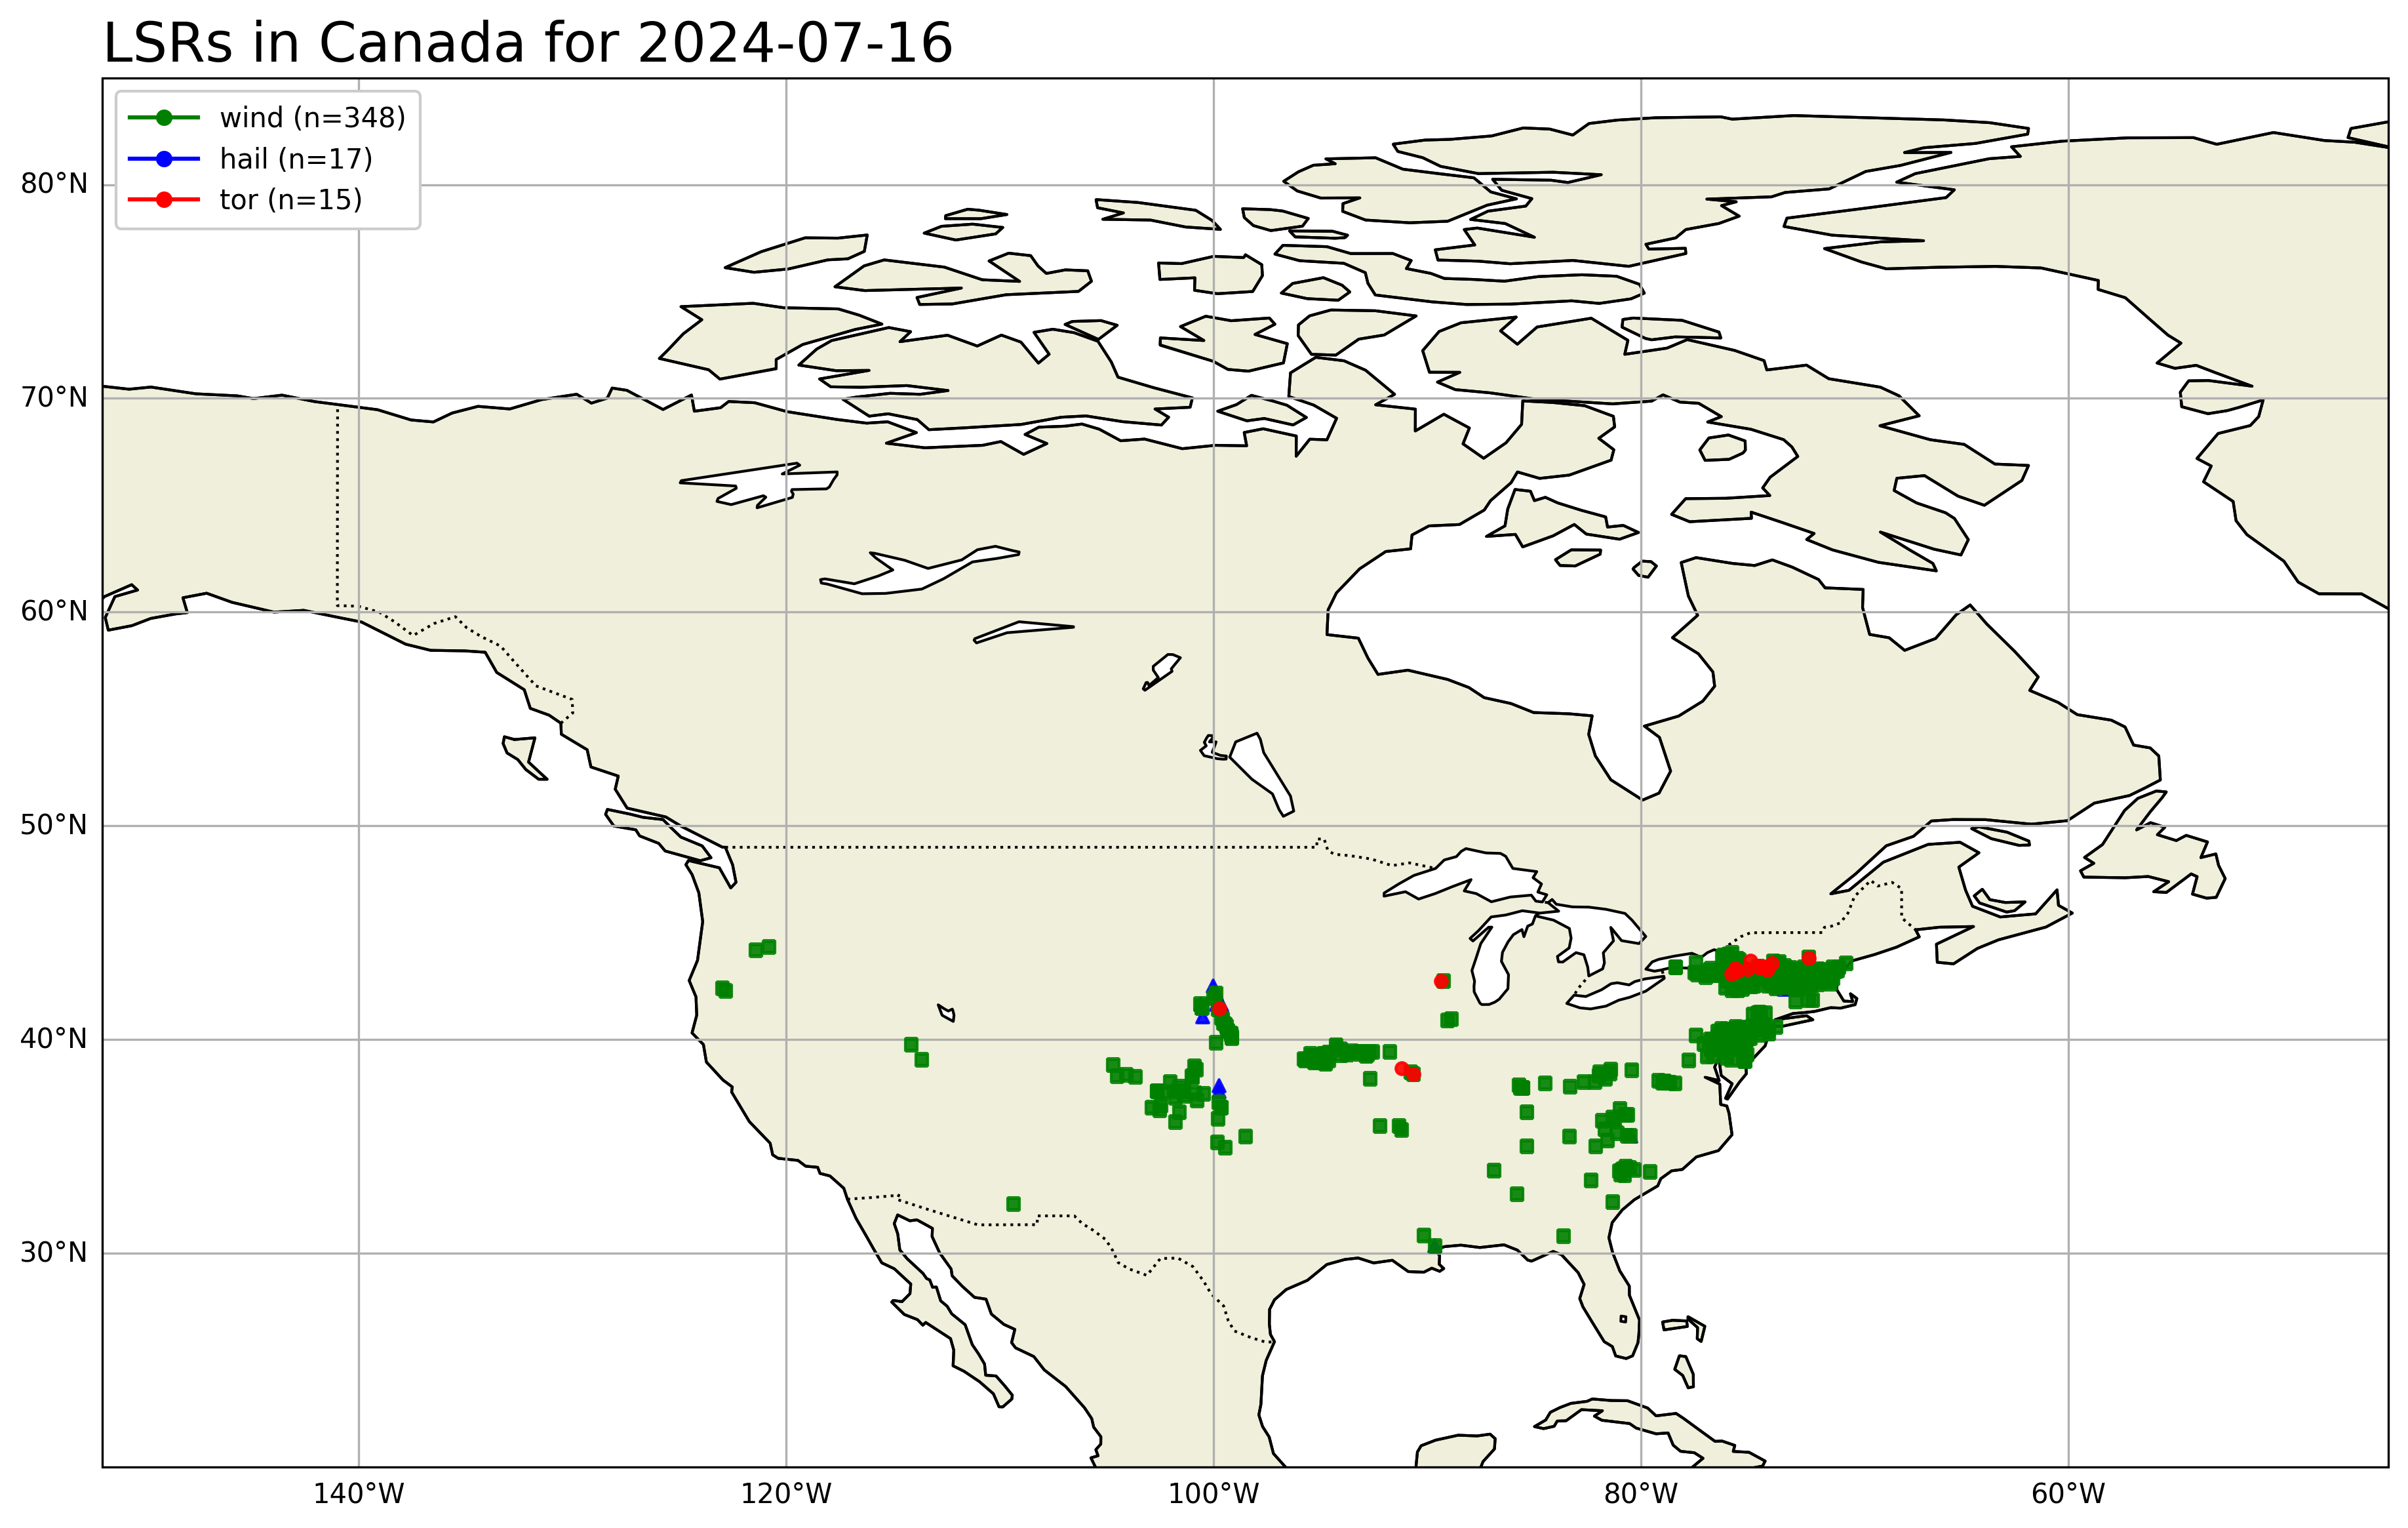 LSRs in Canada for 2024-07-16
wind (n=348)
hail (n=17)
tor (n=15)
80°N
70°N
60°N
50°N
40°N
30°N
140°W
120°W
100°W
80°W
60°W